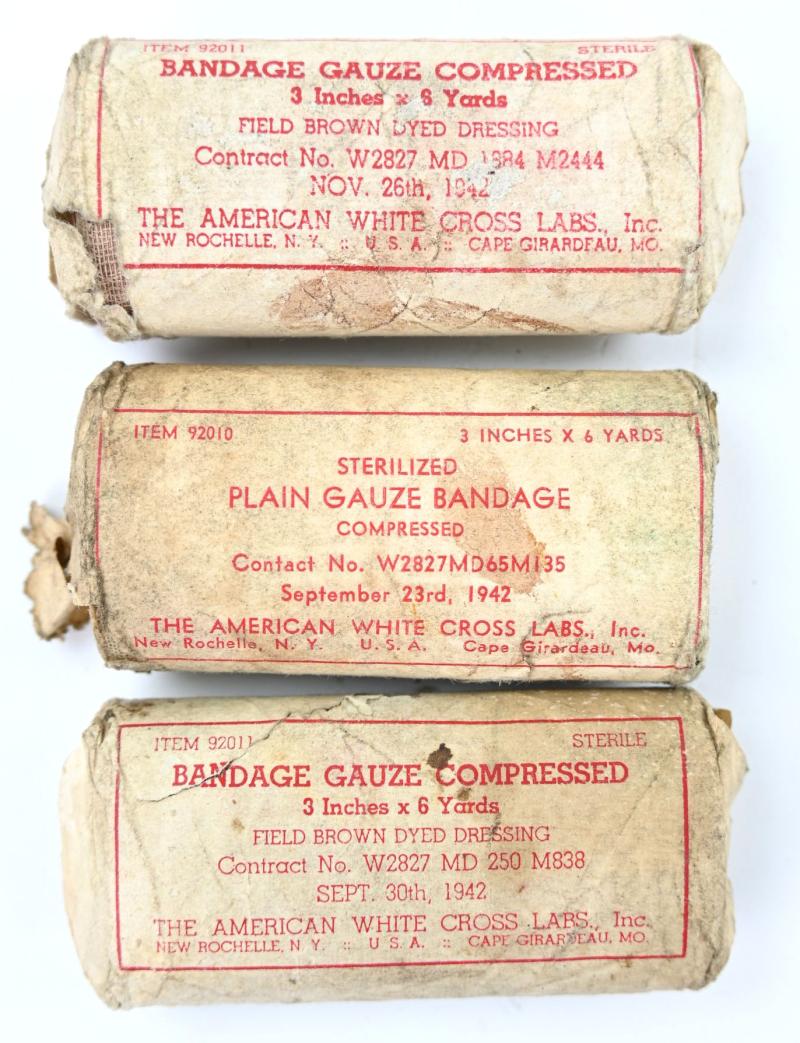 ITEM 92011 STERILE
BANDAGE GAUZE COMPRESSED
3 Inches x 6 Yards
FIELD BROWN DYED DRESSING
Contract No. W2827 MD 1884 M2444
NOV. 26th, 1942
THE AMERICAN WHITE CROSS LABS., Inc.
NEW ROCHELLE, N. Y. :: U. S. A. :: CAPE GIRARDEAU, MO.
ITEM 92010 3 INCHES X 6 YARDS
STERILIZED
PLAIN GAUZE BANDAGE
COMPRESSED
Contact No. W2827MD65M135
September 23rd, 1942
THE AMERICAN WHITE CROSS LABS., Inc.
New Rochelle, N. Y. U. S. A. Cape Girardeau, Mo.
ITEM 92011 STERILE
BANDAGE GAUZE COMPRESSED
3 Inches x 6 Yards
FIELD BROWN DYED DRESSING
Contract No. W2827 MD 250 M838
SEPT. 30th, 1942
THE AMERICAN WHITE CROSS LABS., Inc.
NEW ROCHELLE, N. Y. :: U. S. A. :: CAPE GIRARDEAU, MO.